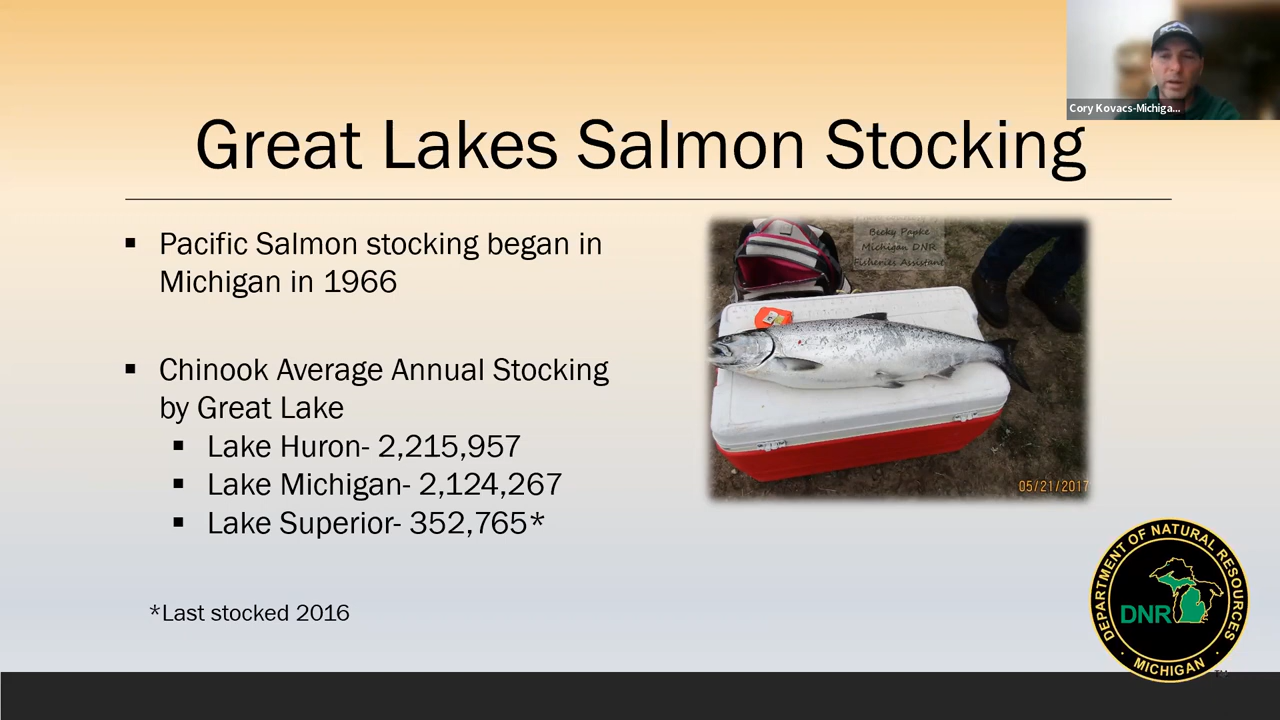 Cory Kovacs-Michiga...
Great Lakes Salmon Stocking
▪ Pacific Salmon stocking began in
Michigan in 1966
▪ Chinook Average Annual Stocking
by Great Lake
▪ Lake Huron- 2,215,957
▪ Lake Michigan- 2,124,267
▪ Lake Superior- 352,765*
*Last stocked 2016
Becky Papke
Michigan DNR
Fisheries Assistant
05/21/2017
DEPARTMENT OF NATURAL RESOURCES
DNR
MICHIGAN
TM